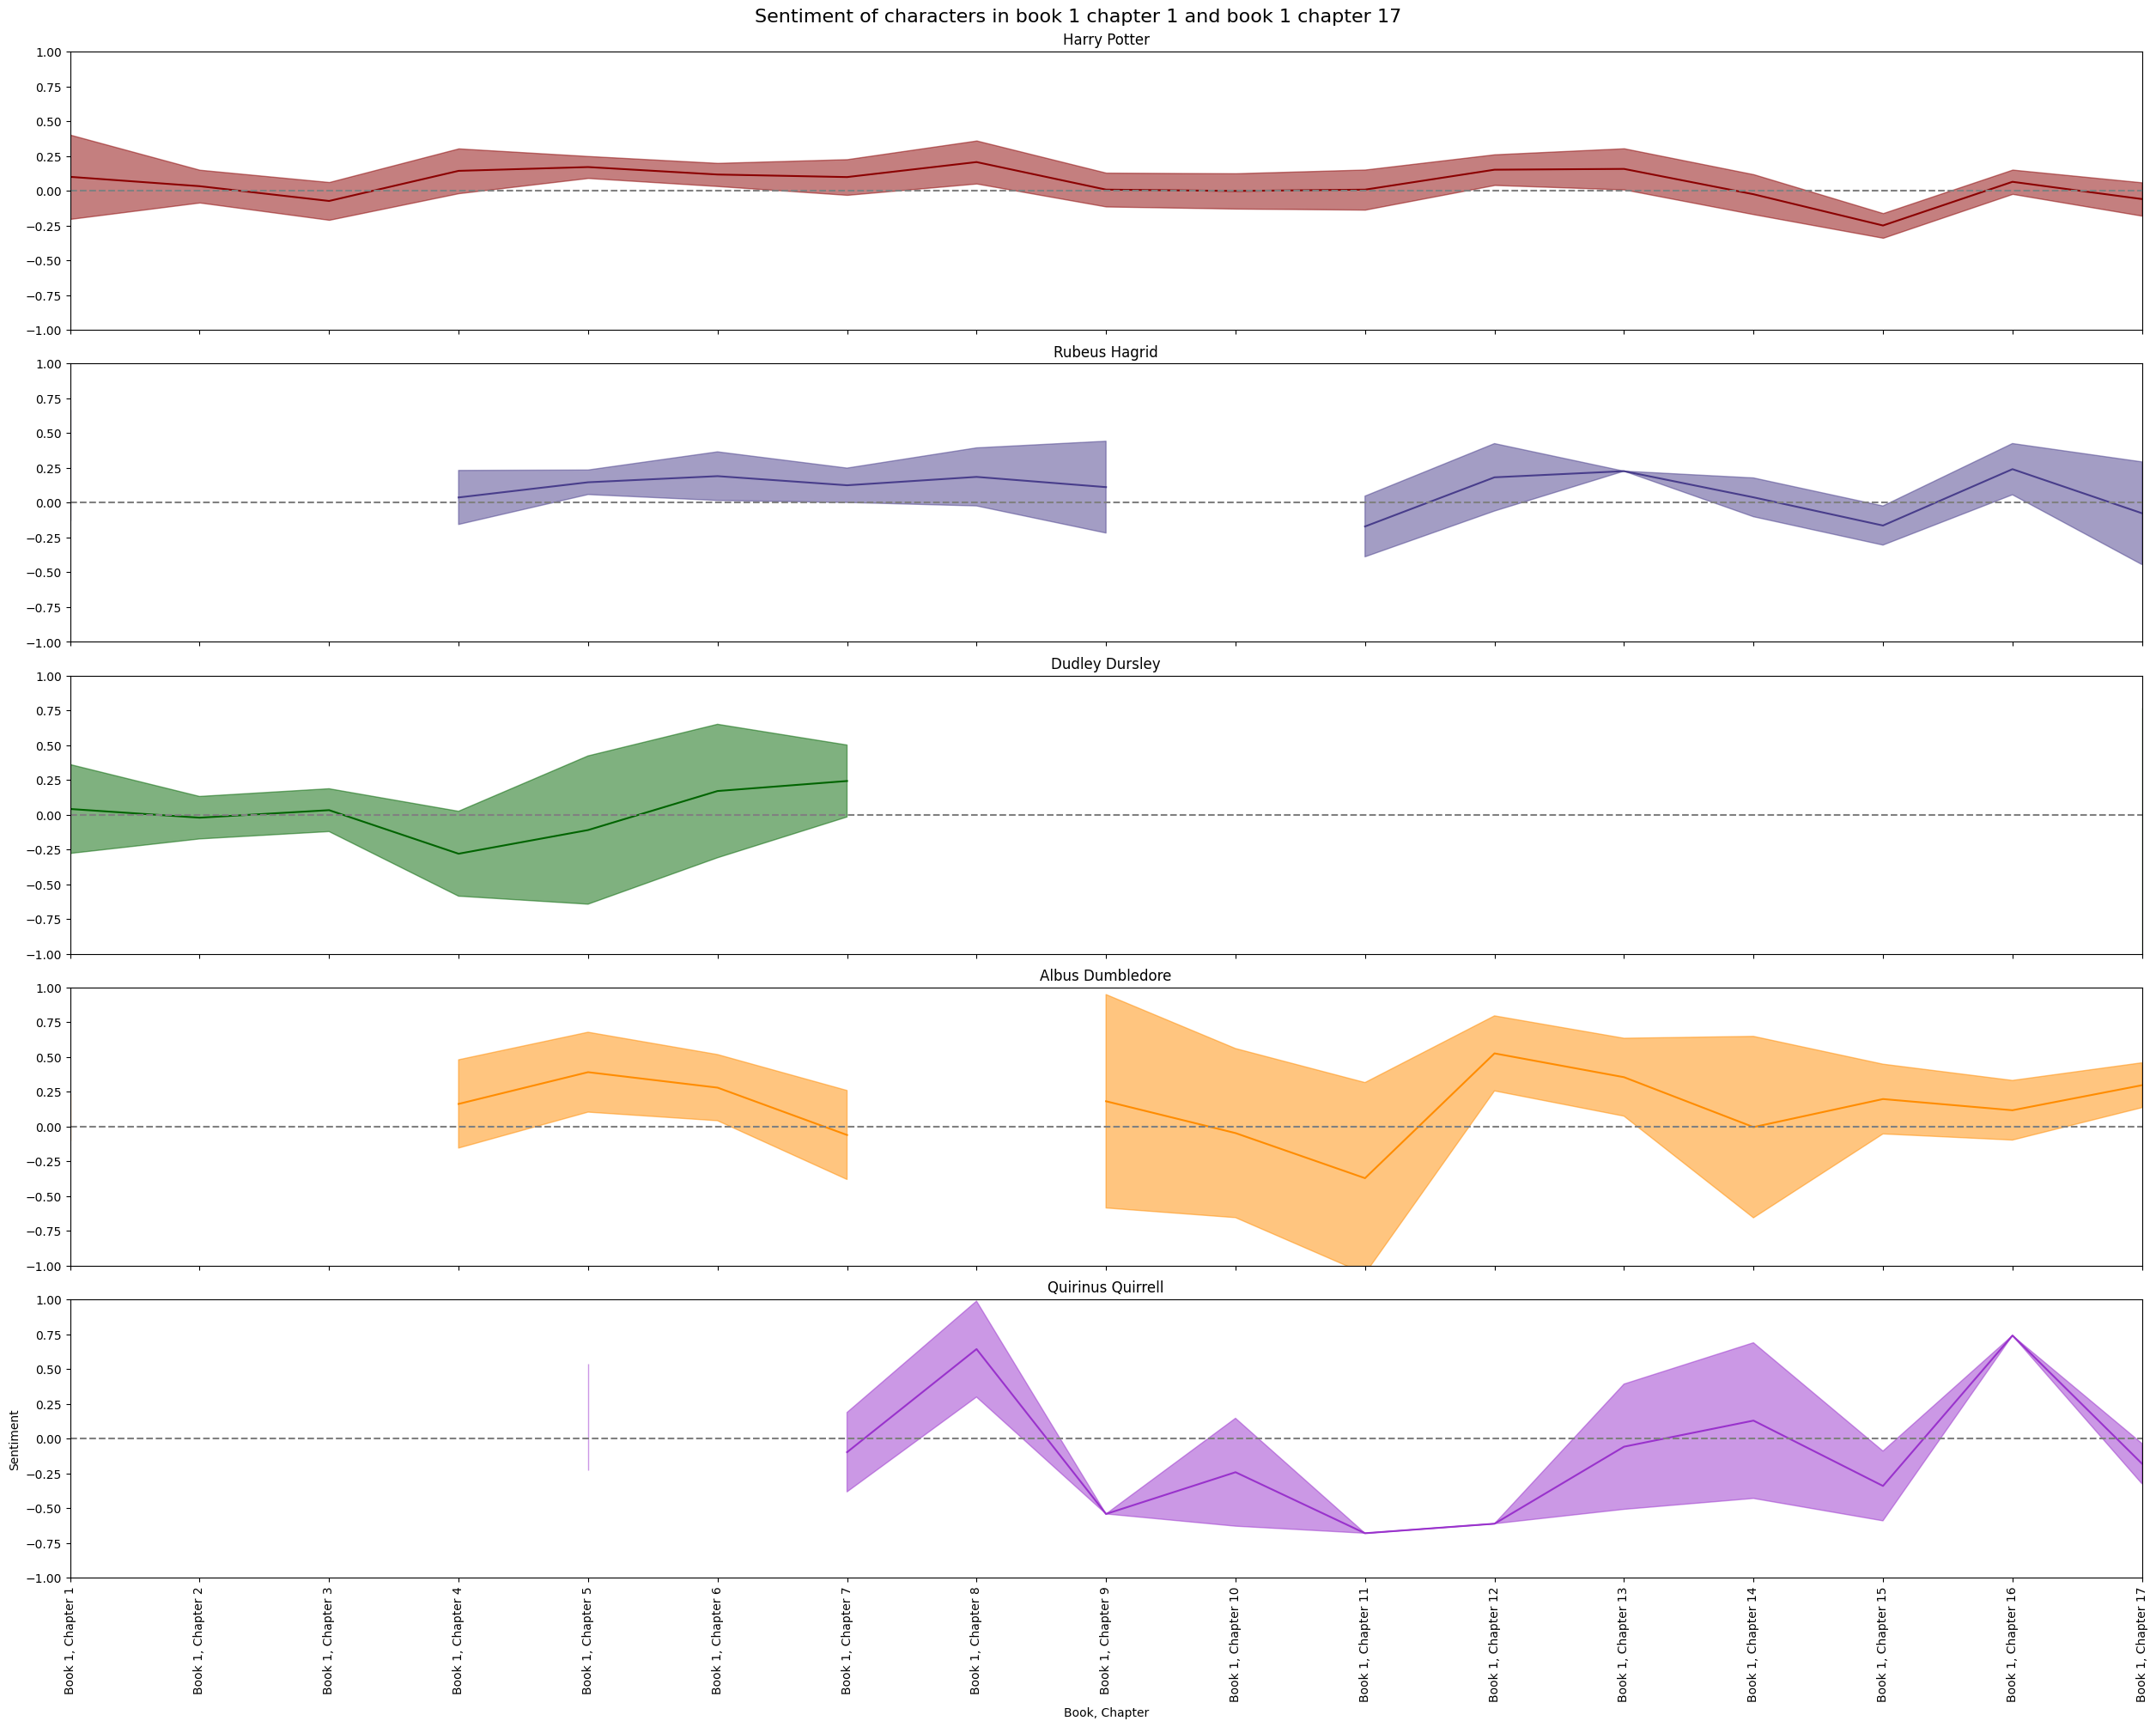 Sentiment of characters in book 1 chapter 1 and book 1 chapter 17
Harry Potter
1.00
0.75
0.50
0.25
0.00
−0.25
−0.50
−0.75
−1.00
Rubeus Hagrid
1.00
0.75
0.50
0.25
0.00
−0.25
−0.50
−0.75
−1.00
Dudley Dursley
1.00
0.75
0.50
0.25
0.00
−0.25
−0.50
−0.75
−1.00
Albus Dumbledore
1.00
0.75
0.50
0.25
0.00
−0.25
−0.50
−0.75
−1.00
Quirinus Quirrell
1.00
0.75
0.50
0.25
0.00
−0.25
−0.50
−0.75
−1.00
Sentiment
Book 1, Chapter 1
Book 1, Chapter 2
Book 1, Chapter 3
Book 1, Chapter 4
Book 1, Chapter 5
Book 1, Chapter 6
Book 1, Chapter 7
Book 1, Chapter 8
Book 1, Chapter 9
Book 1, Chapter 10
Book 1, Chapter 11
Book 1, Chapter 12
Book 1, Chapter 13
Book 1, Chapter 14
Book 1, Chapter 15
Book 1, Chapter 16
Book 1, Chapter 17
Book, Chapter